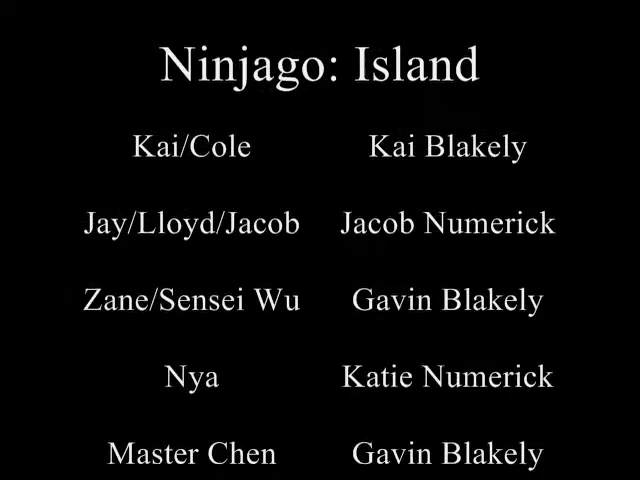 Ninjago: Island
Kai/Cole Kai Blakely
Jay/Lloyd/Jacob Jacob Numerick
Zane/Sensei Wu Gavin Blakely
Nya Katie Numerick
Master Chen Gavin Blakely